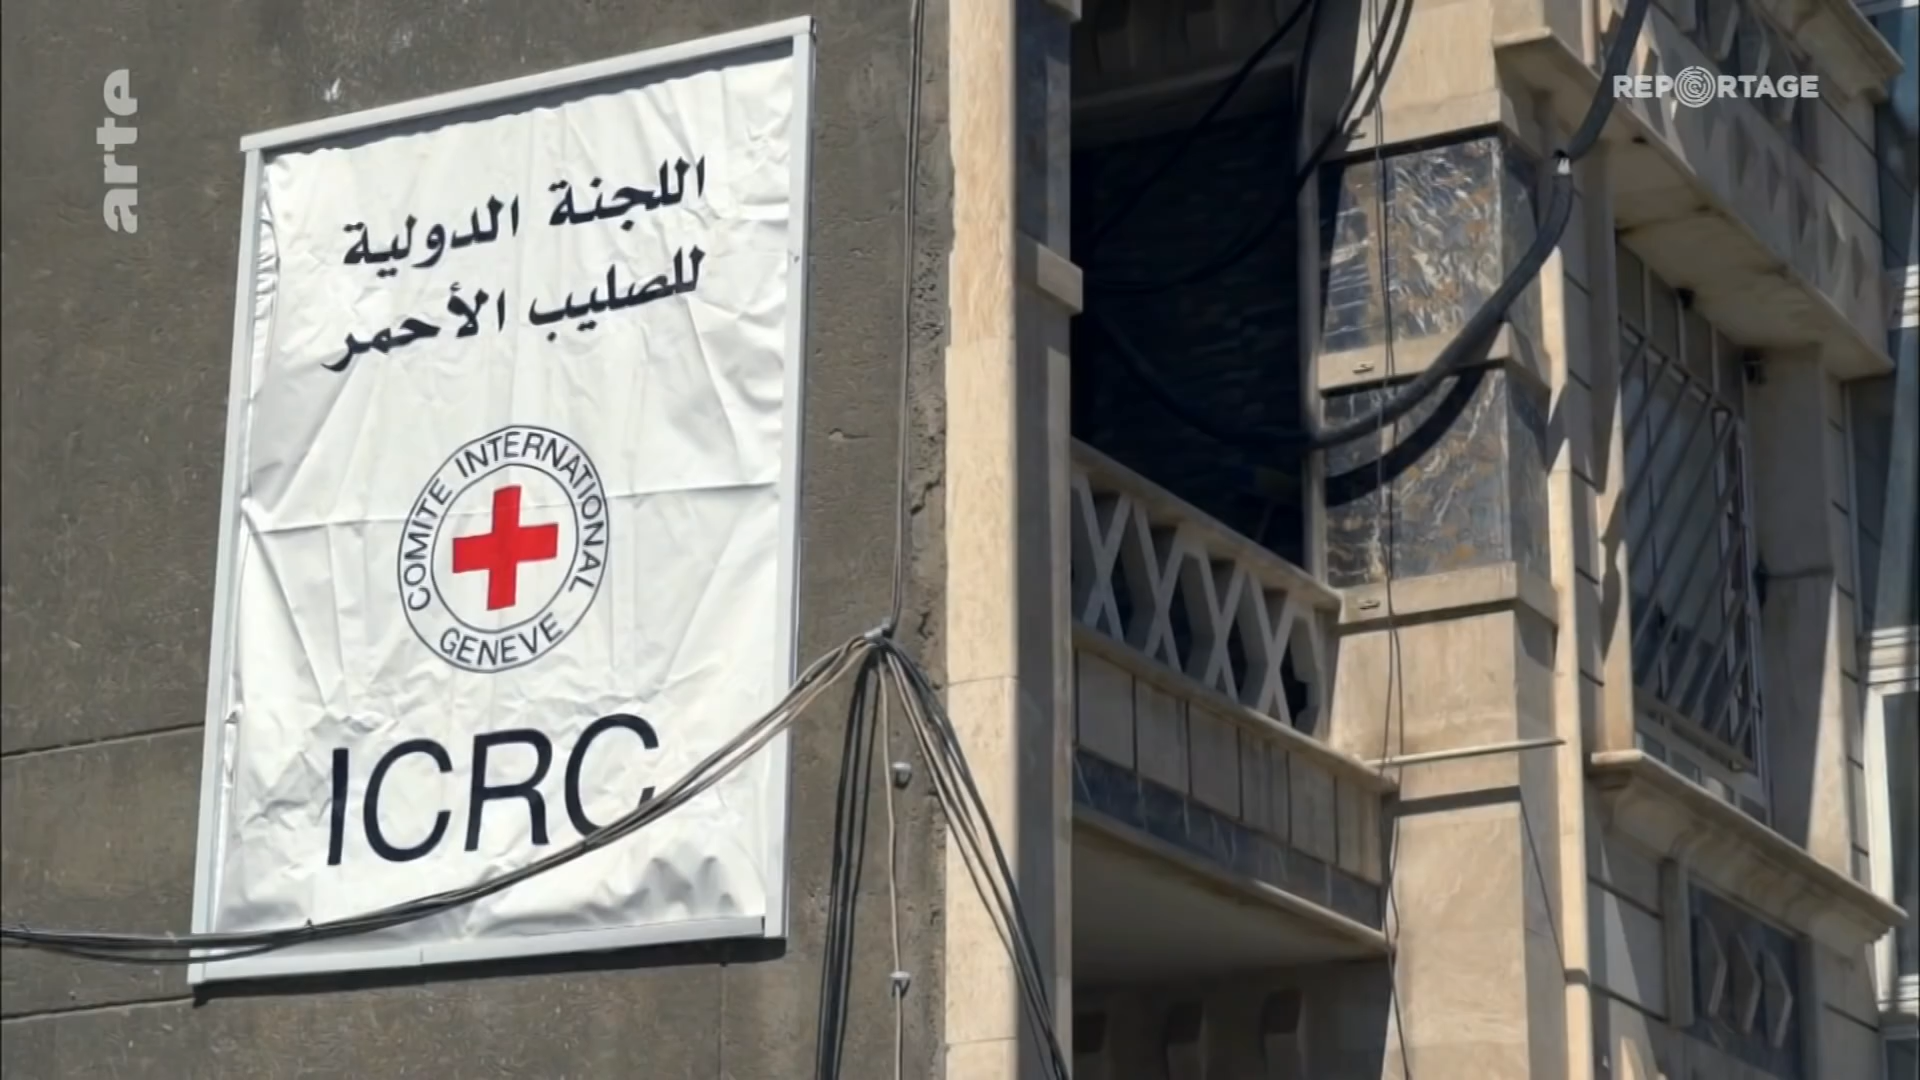 arte
REPORTAGE
اللجنة الدولية
للصليب الأحمر
COMITE INTERNATIONAL
GENEVE
ICRC